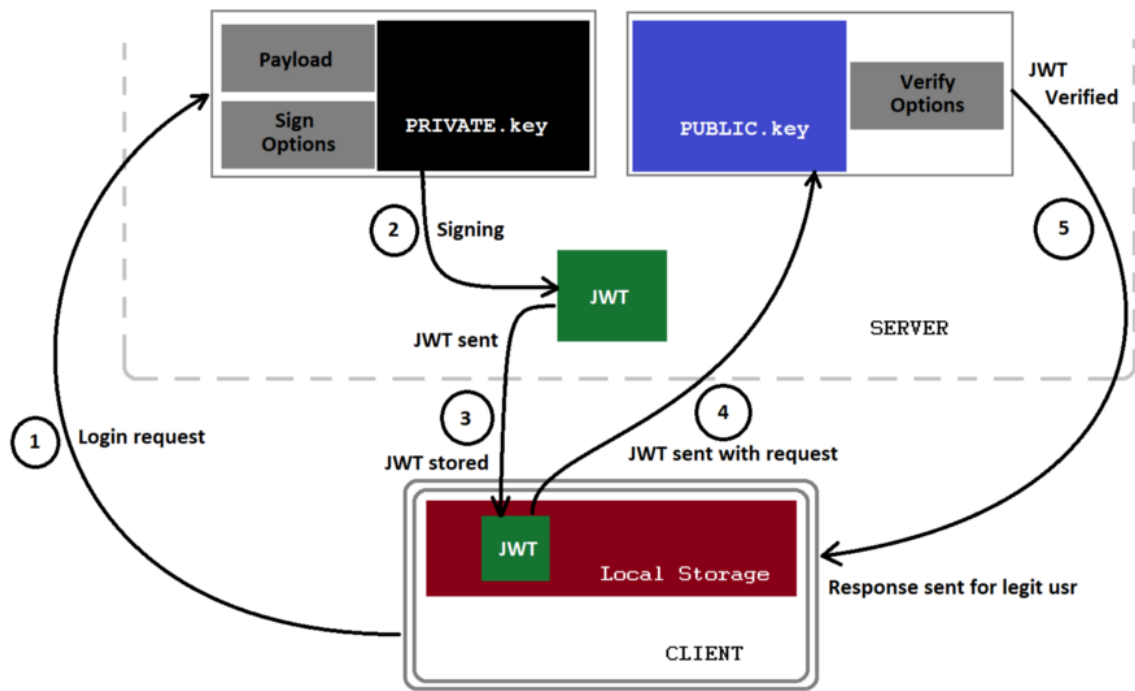 Payload
Sign
Options
PRIVATE.key
PUBLIC.key
Verify
Options
JWT
Verified
2
Signing
5
JWT
SERVER
JWT sent
1
Login request
3
JWT stored
4
JWT sent with request
JWT
Local Storage
Response sent for legit usr
CLIENT